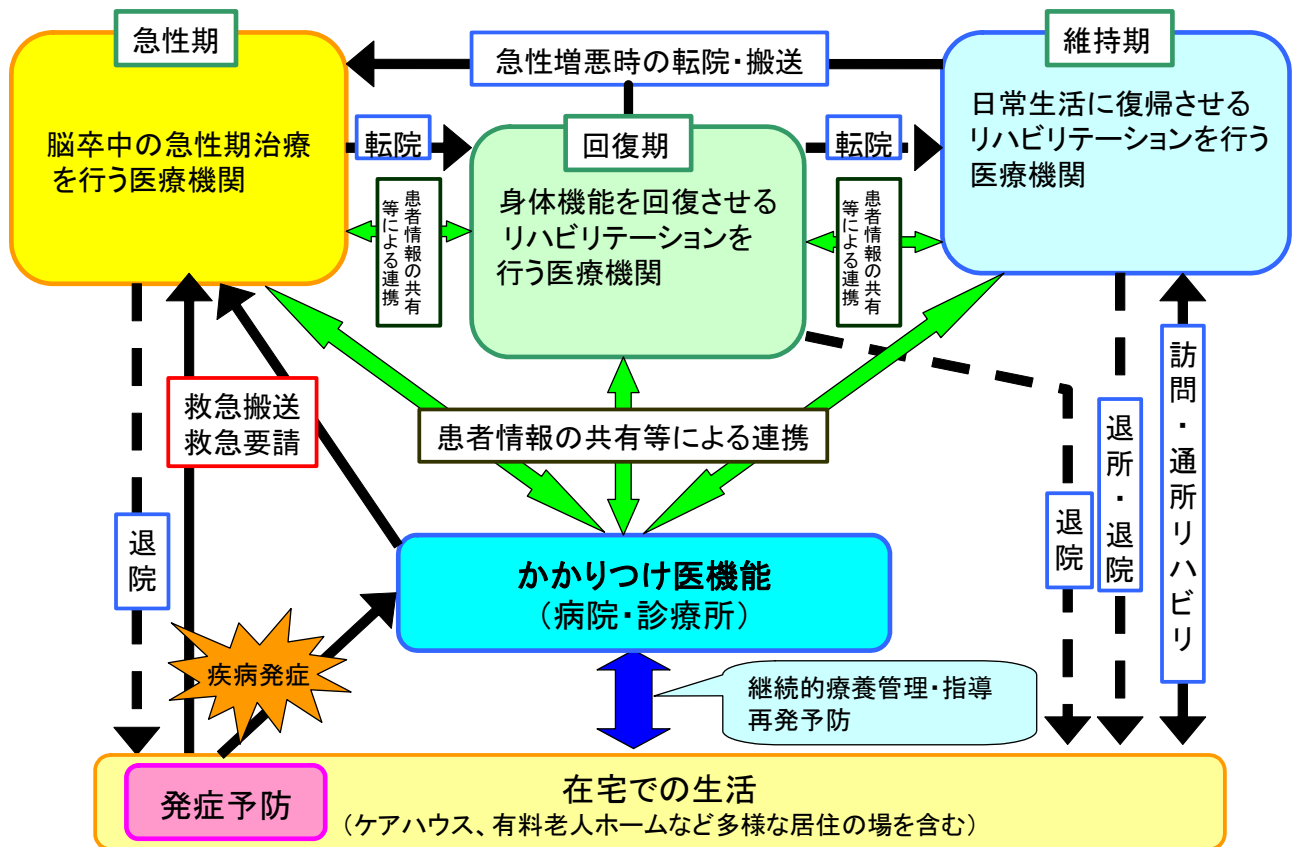 急性期
急性増悪時の転院・搬送
維持期
脳卒中の急性期治療
を行う医療機関
転院
回復期
転院
日常生活に復帰させる
リハビリテーションを行う
医療機関
身体機能を回復させる
リハビリテーションを
行う医療機関
患者情報の共有
等による連携
患者情報の共有
等による連携
救急搬送
救急要請
患者情報の共有等による連携
訪問・通所リハビリ
退所・退院
退院
退院
かかりつけ医機能
（病院・診療所）
疾病発症
継続的療養管理・指導
再発予防
発症予防
在宅での生活
（ケアハウス、有料老人ホームなど多様な居住の場を含む）